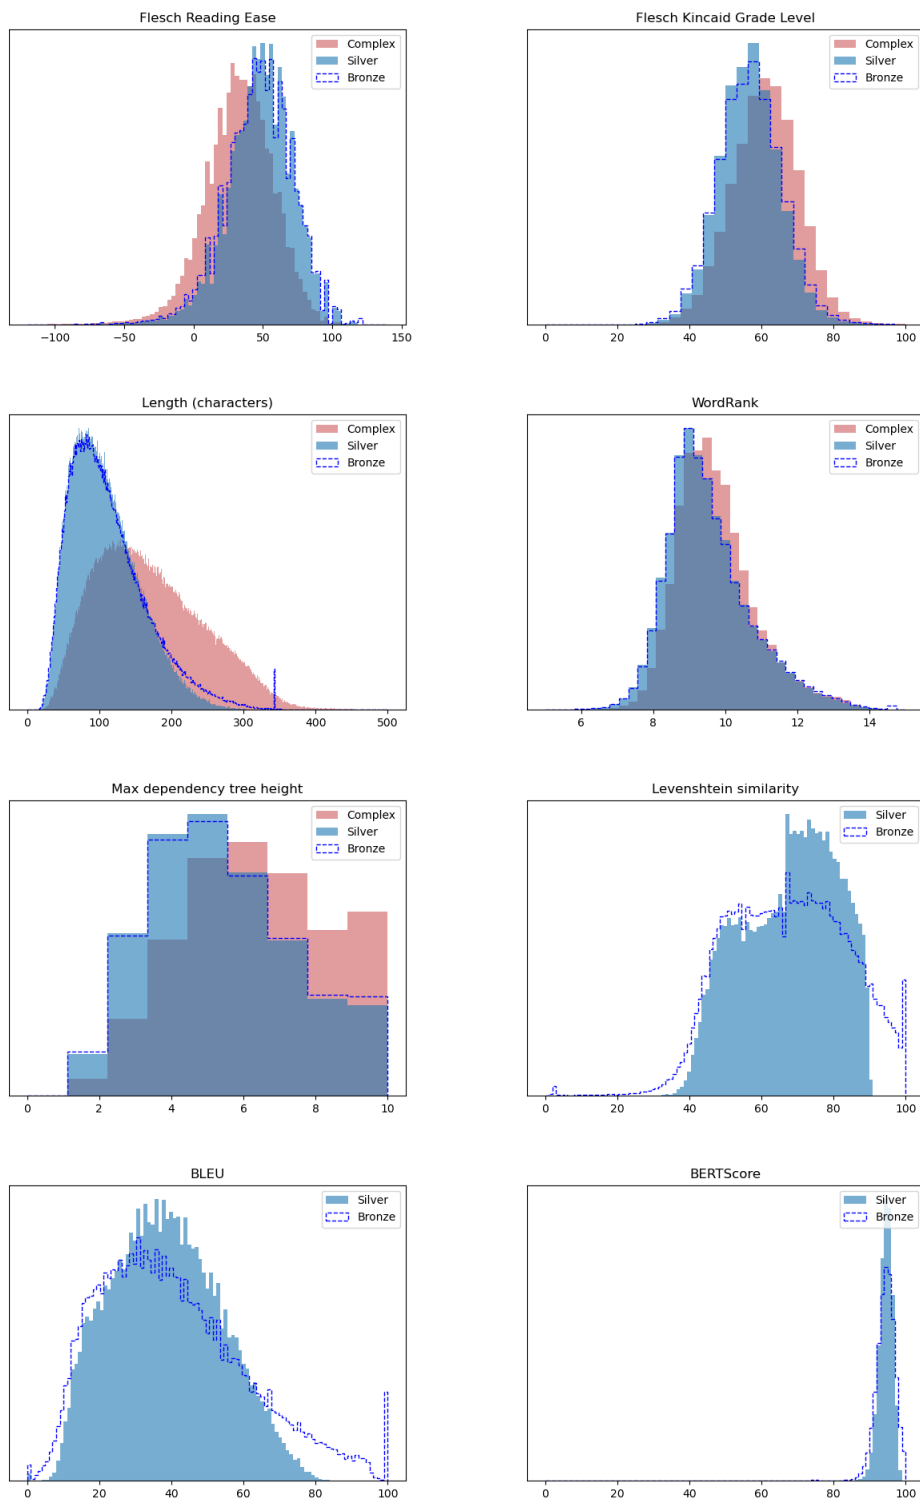 Flesch Reading Ease
Complex
Silver
Bronze
−100 −50 0 50 100 150
Flesch Kincaid Grade Level
Complex
Silver
Bronze
0 20 40 60 80 100
Length (characters)
Complex
Silver
Bronze
0 100 200 300 400 500
WordRank
Complex
Silver
Bronze
6 8 10 12 14
Max dependency tree height
Complex
Silver
Bronze
0 2 4 6 8 10
Levenshtein similarity
Silver
Bronze
0 20 40 60 80 100
BLEU
Silver
Bronze
0 20 40 60 80 100
BERTScore
Silver
Bronze
0 20 40 60 80 100